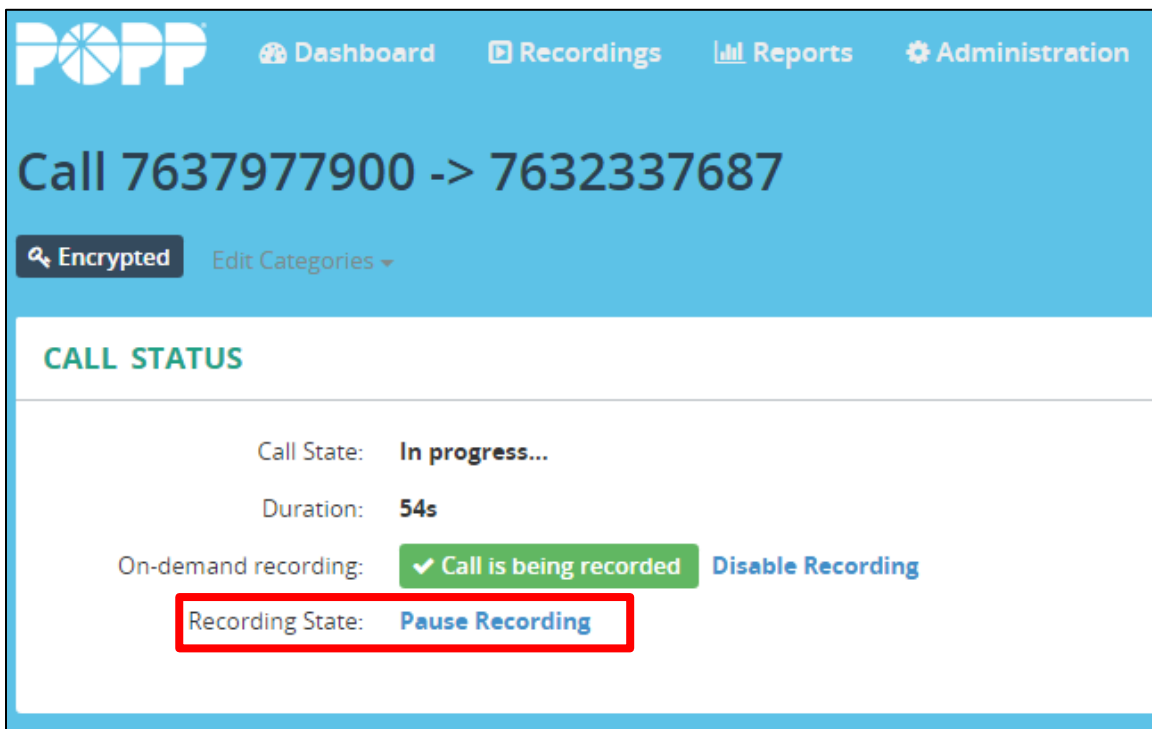 POPP Dashboard Recordings Reports Administration
Call 7637977900 -> 7632337687
Encrypted Edit Categories
CALL STATUS
Call State: In progress...
Duration: 54s
On-demand recording: Call is being recorded Disable Recording
Recording State: Pause Recording